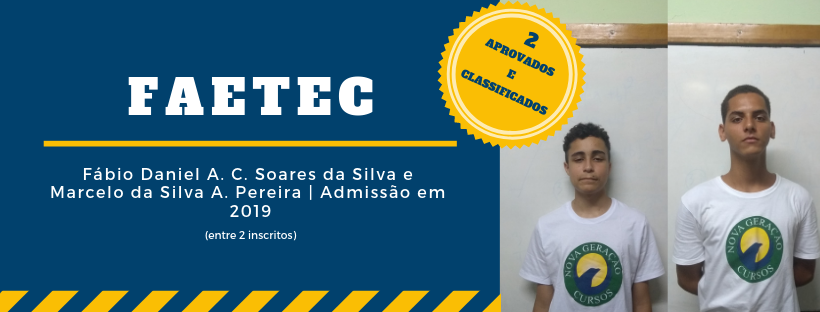 FAETEC
Fábio Daniel A. C. Soares da Silva e
Marcelo da Silva A. Pereira | Admissão em
2019
(entre 2 inscritos)
2
APROVADOS
E
CLASSIFICADOS
NOVA GERAÇÃO
CURSOS
NOVA GERAÇÃO
CURSOS